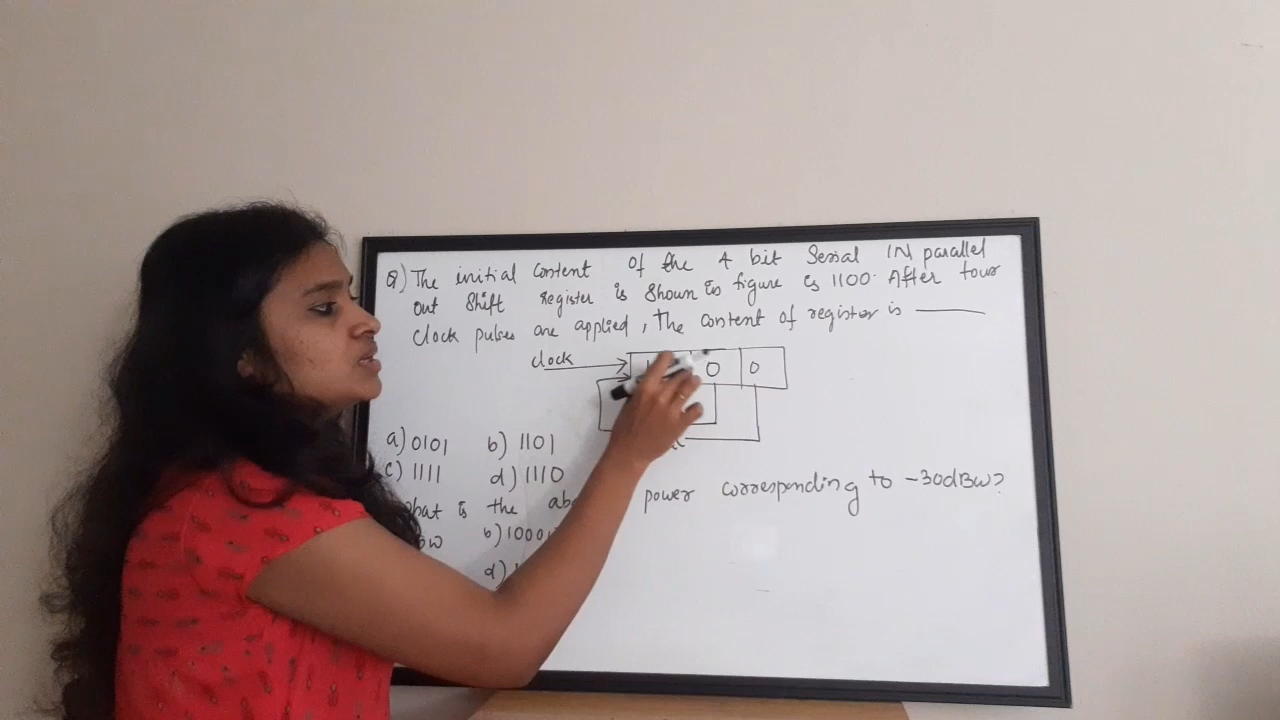 Q) The initial content of the 4 bit Serial IN parallel
out shift register is shown in figure is 1100. After four
clock pulses are applied, The content of register is ———
clock
0 0
a) 0101 b) 1101
c) 1111 d) 1110
is the power corresponding to -30dBW?
b) 1000
d)